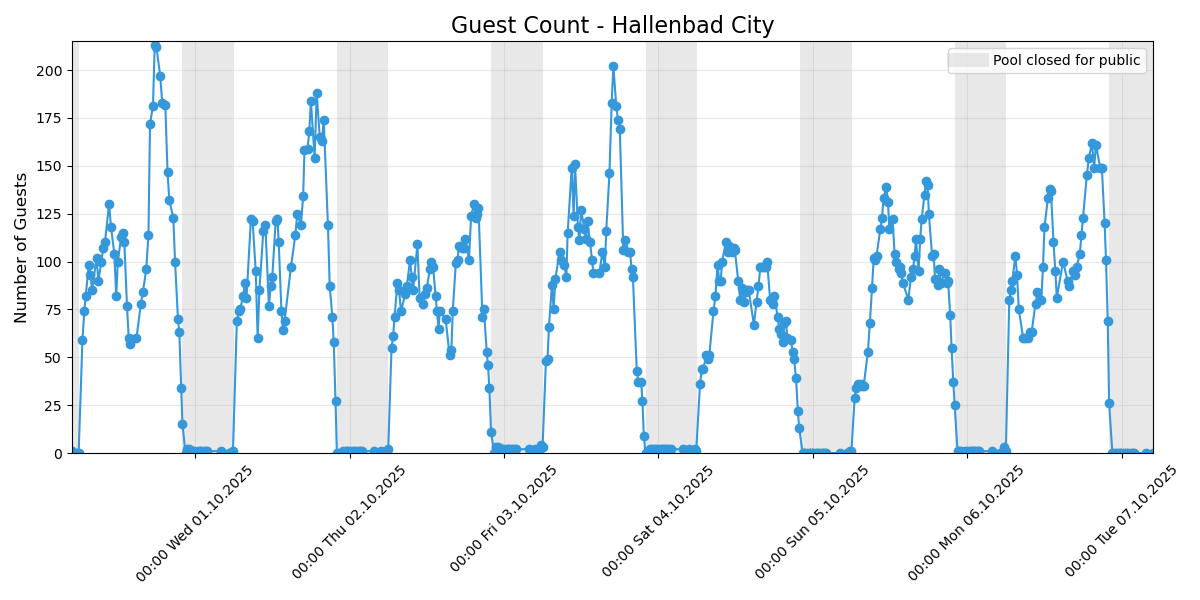 Guest Count - Hallenbad City
Pool closed for public
Number of Guests
200
175
150
125
100
75
50
25
0
00:00 Wed 01.10.2025
00:00 Thu 02.10.2025
00:00 Fri 03.10.2025
00:00 Sat 04.10.2025
00:00 Sun 05.10.2025
00:00 Mon 06.10.2025
00:00 Tue 07.10.2025